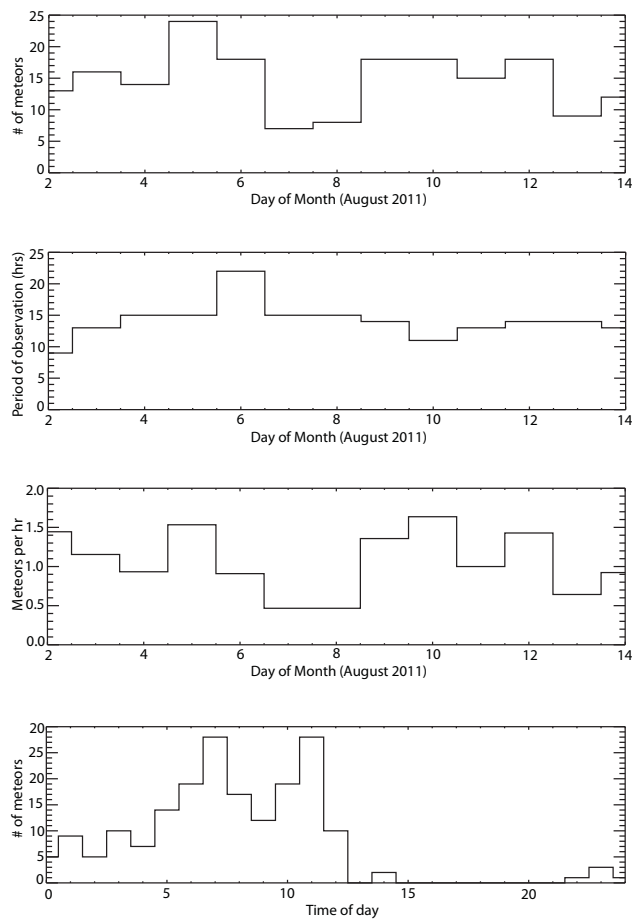 25
20
15
10
5
0
# of meteors
2 4 6 8 10 12 14
Day of Month (August 2011)
25
20
15
10
5
0
Period of observation (hrs)
2 4 6 8 10 12 14
Day of Month (August 2011)
2.0
1.5
1.0
0.5
0.0
Meteors per hr
2 4 6 8 10 12 14
Day of Month (August 2011)
20
25
20
15
10
5
0
# of meteors
0 5 10 15 20
Time of day